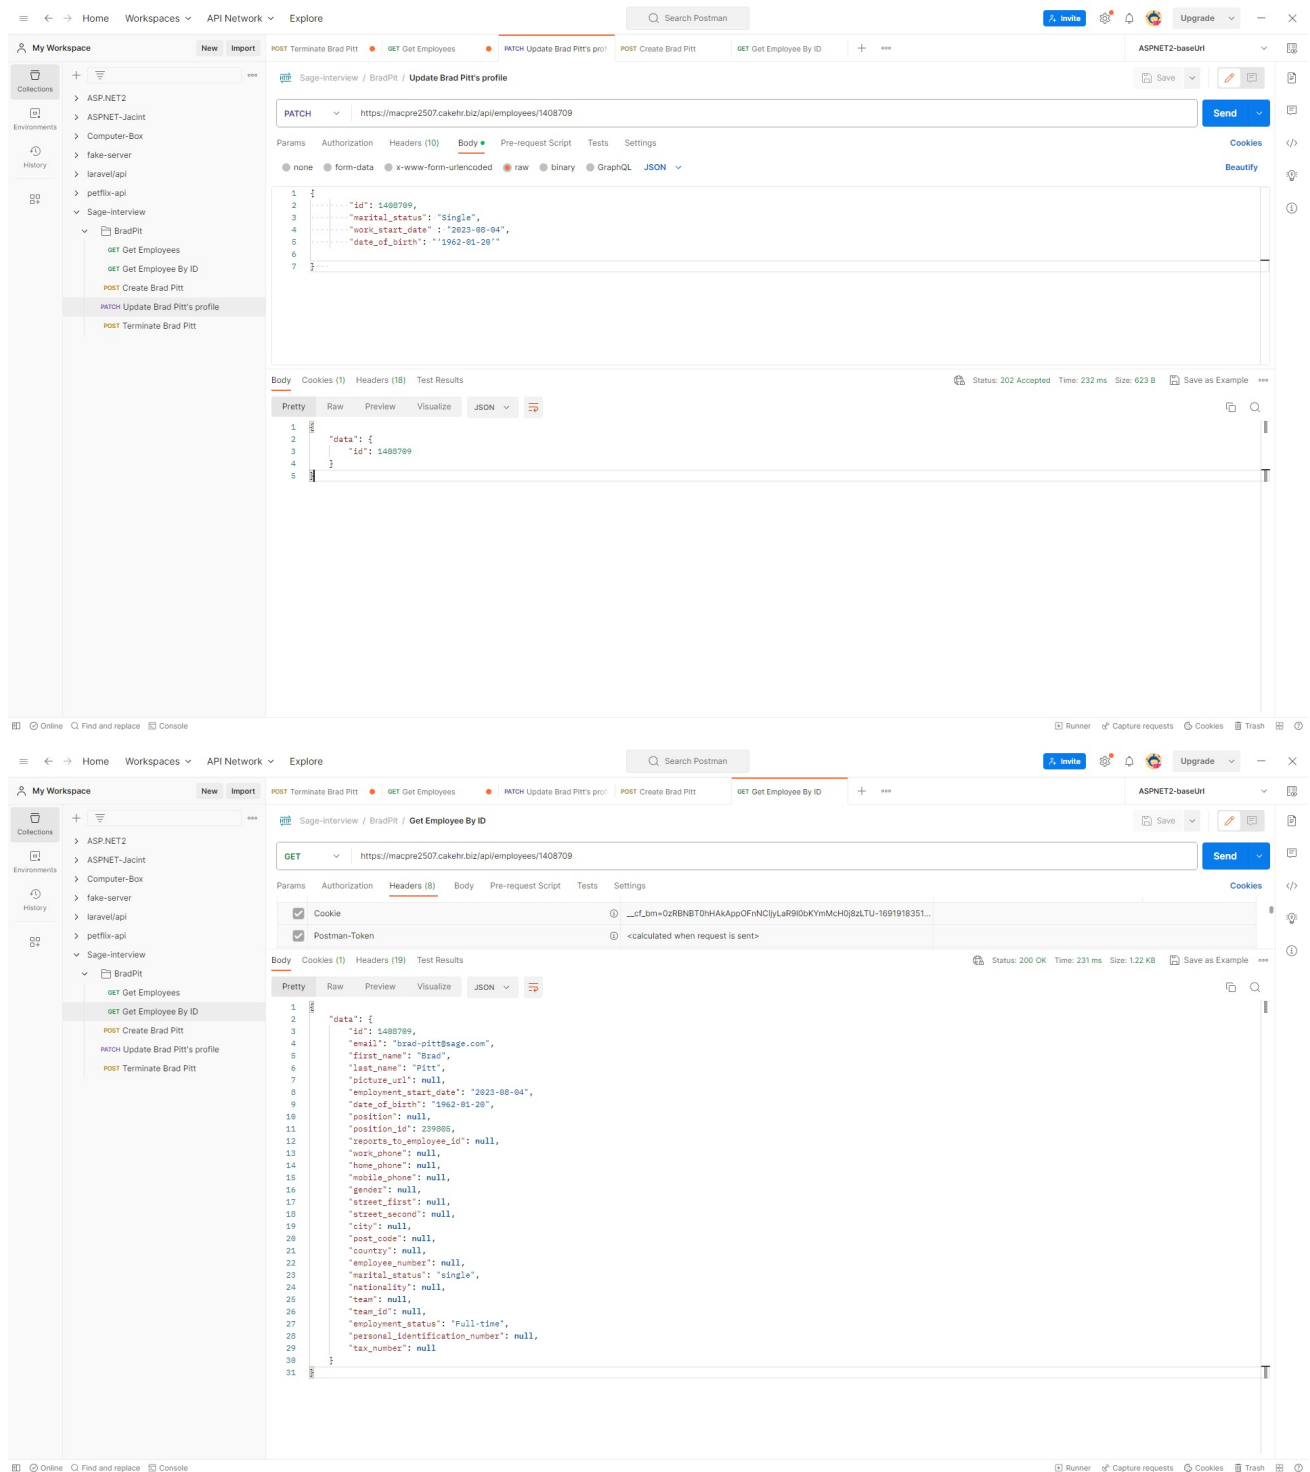 Home Workspaces API Network Explore Search Postman Invite Upgrade
My Workspace New Import POST Terminate Brad Pitt GET Get Employees PATCH Update Brad Pitt's prof POST Create Brad Pitt GET Get Employee By ID ASPNET2-baseUrl
Collections
Environments
History
ASP.NET2
ASPNET-Jacint
Computer-Box
fake-server
laravel/api
petflix-api
Sage-interview
BradPit
GET Get Employees
GET Get Employee By ID
POST Create Brad Pitt
PATCH Update Brad Pitt's profile
POST Terminate Brad Pitt
Sage-interview / BradPit / Update Brad Pitt's profile Save
PATCH https://macpre2507.cakehr.biz/api/employees/1408709 Send
Params Authorization Headers (10) Body Pre-request Script Tests Settings Cookies
none form-data x-www-form-urlencoded raw binary GraphQL JSON Beautify
1 {
2 "id": 1408709,
3 "marital_status": "Single",
4 "work_start_date" : "2023-08-04",
5 "date_of_birth": "'1962-01-20'"
6
7 }
Body Cookies (1) Headers (18) Test Results Status: 202 Accepted Time: 232 ms Size: 623 B Save as Example
Pretty Raw Preview Visualize JSON
1 {
2 "data": {
3 "id": 1408709
4 }
5 }
Online Find and replace Console Runner Capture requests Cookies Trash
Home Workspaces API Network Explore Search Postman Invite Upgrade
My Workspace New Import POST Terminate Brad Pitt GET Get Employees PATCH Update Brad Pitt's prof POST Create Brad Pitt GET Get Employee By ID ASPNET2-baseUrl
Collections
Environments
History
ASP.NET2
ASPNET-Jacint
Computer-Box
fake-server
laravel/api
petflix-api
Sage-interview
BradPit
GET Get Employees
GET Get Employee By ID
POST Create Brad Pitt
PATCH Update Brad Pitt's profile
POST Terminate Brad Pitt
Sage-interview / BradPit / Get Employee By ID Save
GET https://macpre2507.cakehr.biz/api/employees/1408709 Send
Params Authorization Headers (8) Body Pre-request Script Tests Settings Cookies
Cookie
Postman-Token <calculated when request is sent>
Body Cookies (1) Headers (19) Test Results Status: 200 OK Time: 231 ms Size: 1.22 KB Save as Example
Pretty Raw Preview Visualize JSON
1 {
2 "data": {
3 "id": 1408709,
4 "email": "brad-pitt@sage.com",
5 "first_name": "Brad",
6 "last_name": "Pitt",
7 "picture_url": null,
8 "employment_start_date": "2023-08-04",
9 "date_of_birth": "1962-01-20",
10 "position": null,
11 "position_id": 239005,
12 "reports_to_employee_id": null,
13 "work_phone": null,
14 "home_phone": null,
15 "mobile_phone": null,
16 "gender": null,
17 "street_first": null,
18 "street_second": null,
19 "city": null,
20 "post_code": null,
21 "country": null,
22 "employee_number": null,
23 "marital_status": "single",
24 "nationality": null,
25 "team": null,
26 "team_id": null,
27 "employment_status": "Full-time",
28 "personal_identification_number": null,
29 "tax_number": null
30 }
31 }
Online Find and replace Console Runner Capture requests Cookies Trash